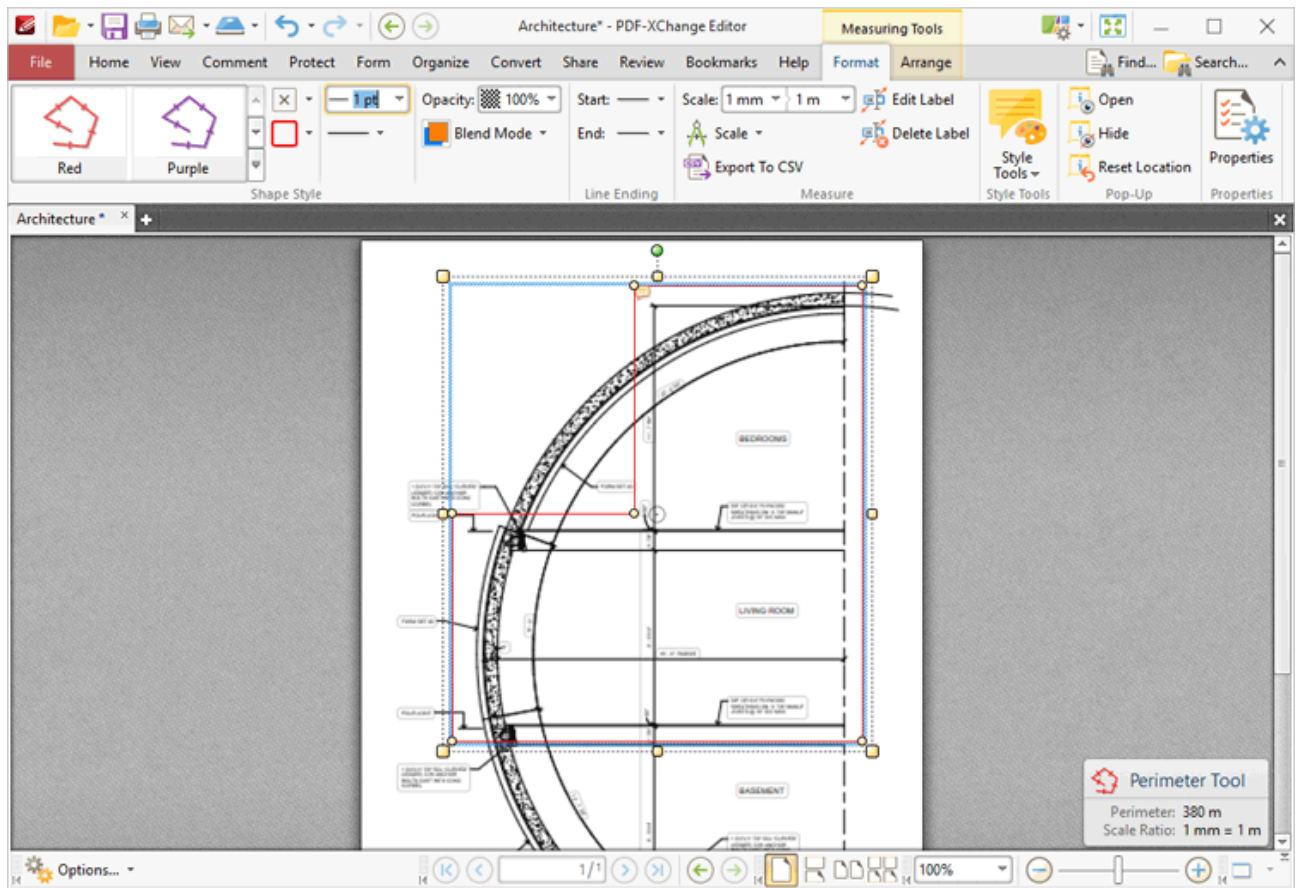 Architecture* - PDF-XChange Editor
Measuring Tools
File Home View Comment Protect Form Organize Convert Share Review Bookmarks Help Format Arrange Find... Search...
Red
Purple
1 pt
Opacity: 100%
Blend Mode
Shape Style
Start:
End:
Line Ending
Scale: 1 mm 1 m
Scale
Export To CSV
Edit Label
Delete Label
Measure
Style
Tools
Style Tools
Open
Hide
Reset Location
Pop-Up
Properties
Properties
Architecture *
BEDROOMS
LIVING ROOM
BASEMENT
Perimeter Tool
Perimeter: 380 m
Scale Ratio: 1 mm = 1 m
Options...
1/1
100%